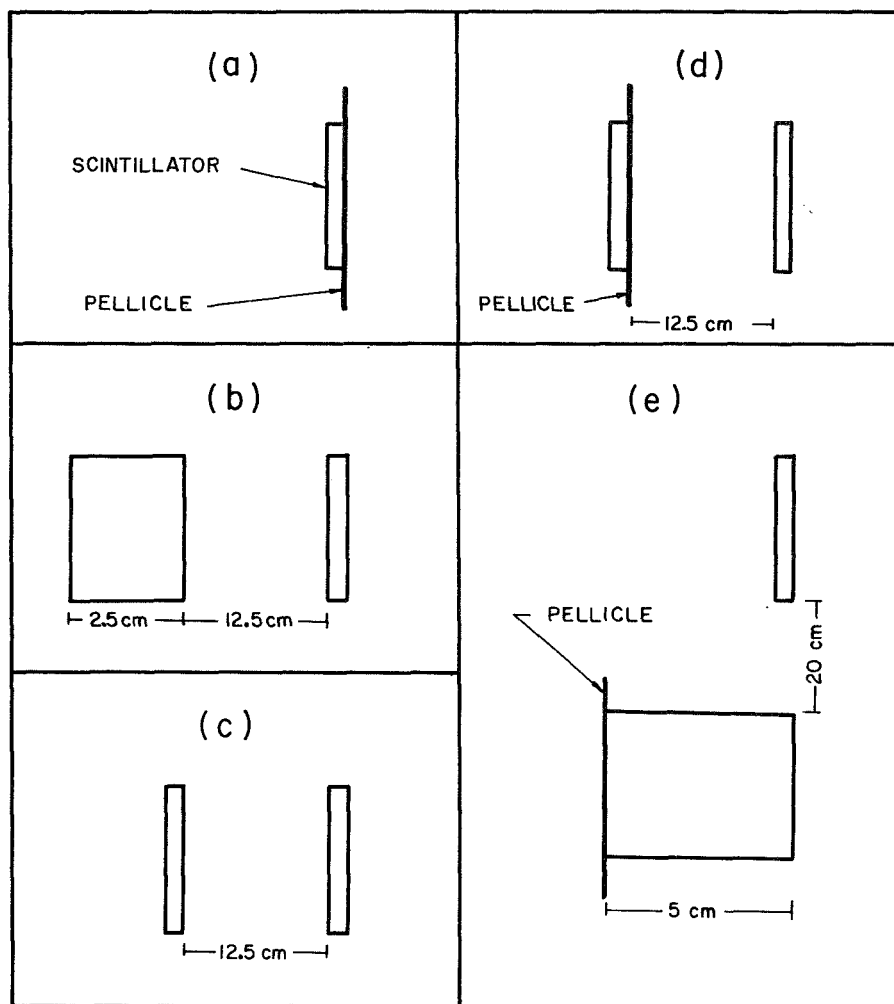 (a)
SCINTILLATOR
PELLICLE
(b)
2.5 cm
12.5 cm
(c)
12.5 cm
(d)
PELLICLE
12.5 cm
(e)
PELLICLE
20 cm
5 cm